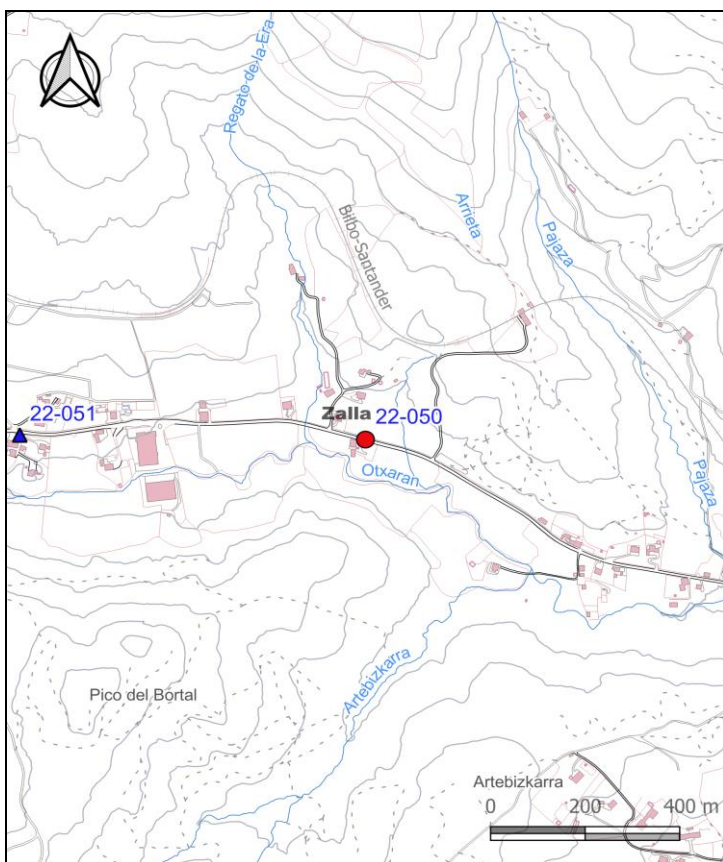 Regato-de-la-Era
Arrieta
Pajaza
Bilbo-Santander
22-051
Zalla 22-050
Otxaran
Pajaza
Artebizkarra
Pico del Bortal
Artebizkarra
0 200 400 m